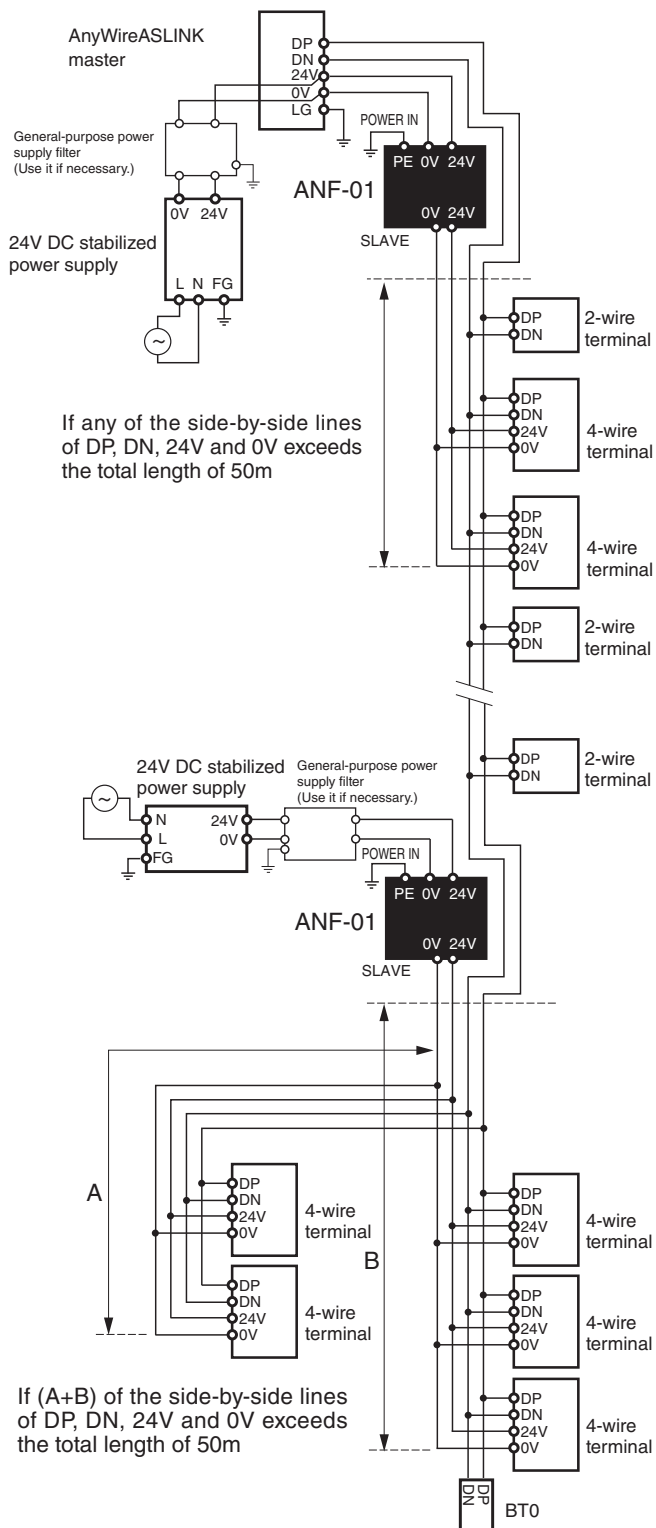 AnyWireASLINK
master
DP
DN
24V
0V
LG
General-purpose power
supply filter
(Use it if necessary.)
0V 24V
24V DC stabilized
power supply
L N FG
~
POWER IN
PE 0V 24V
ANF-01
0V 24V
SLAVE
DP
DN
2-wire
terminal
If any of the side-by-side lines
of DP, DN, 24V and 0V exceeds
the total length of 50m
DP
DN
24V
0V
4-wire
terminal
DP
DN
24V
0V
4-wire
terminal
DP
DN
2-wire
terminal
DP
DN
2-wire
terminal
24V DC stabilized
power supply
General-purpose power
supply filter
(Use it if necessary.)
~
N
L
FG
24V
0V
POWER IN
PE 0V 24V
ANF-01
0V 24V
SLAVE
A
B
DP
DN
24V
0V
4-wire
terminal
DP
DN
24V
0V
4-wire
terminal
DP
DN
24V
0V
4-wire
terminal
DP
DN
24V
0V
4-wire
terminal
DP
DN
24V
0V
4-wire
terminal
If (A+B) of the side-by-side lines
of DP, DN, 24V and 0V exceeds
the total length of 50m
DP
DN
BT0